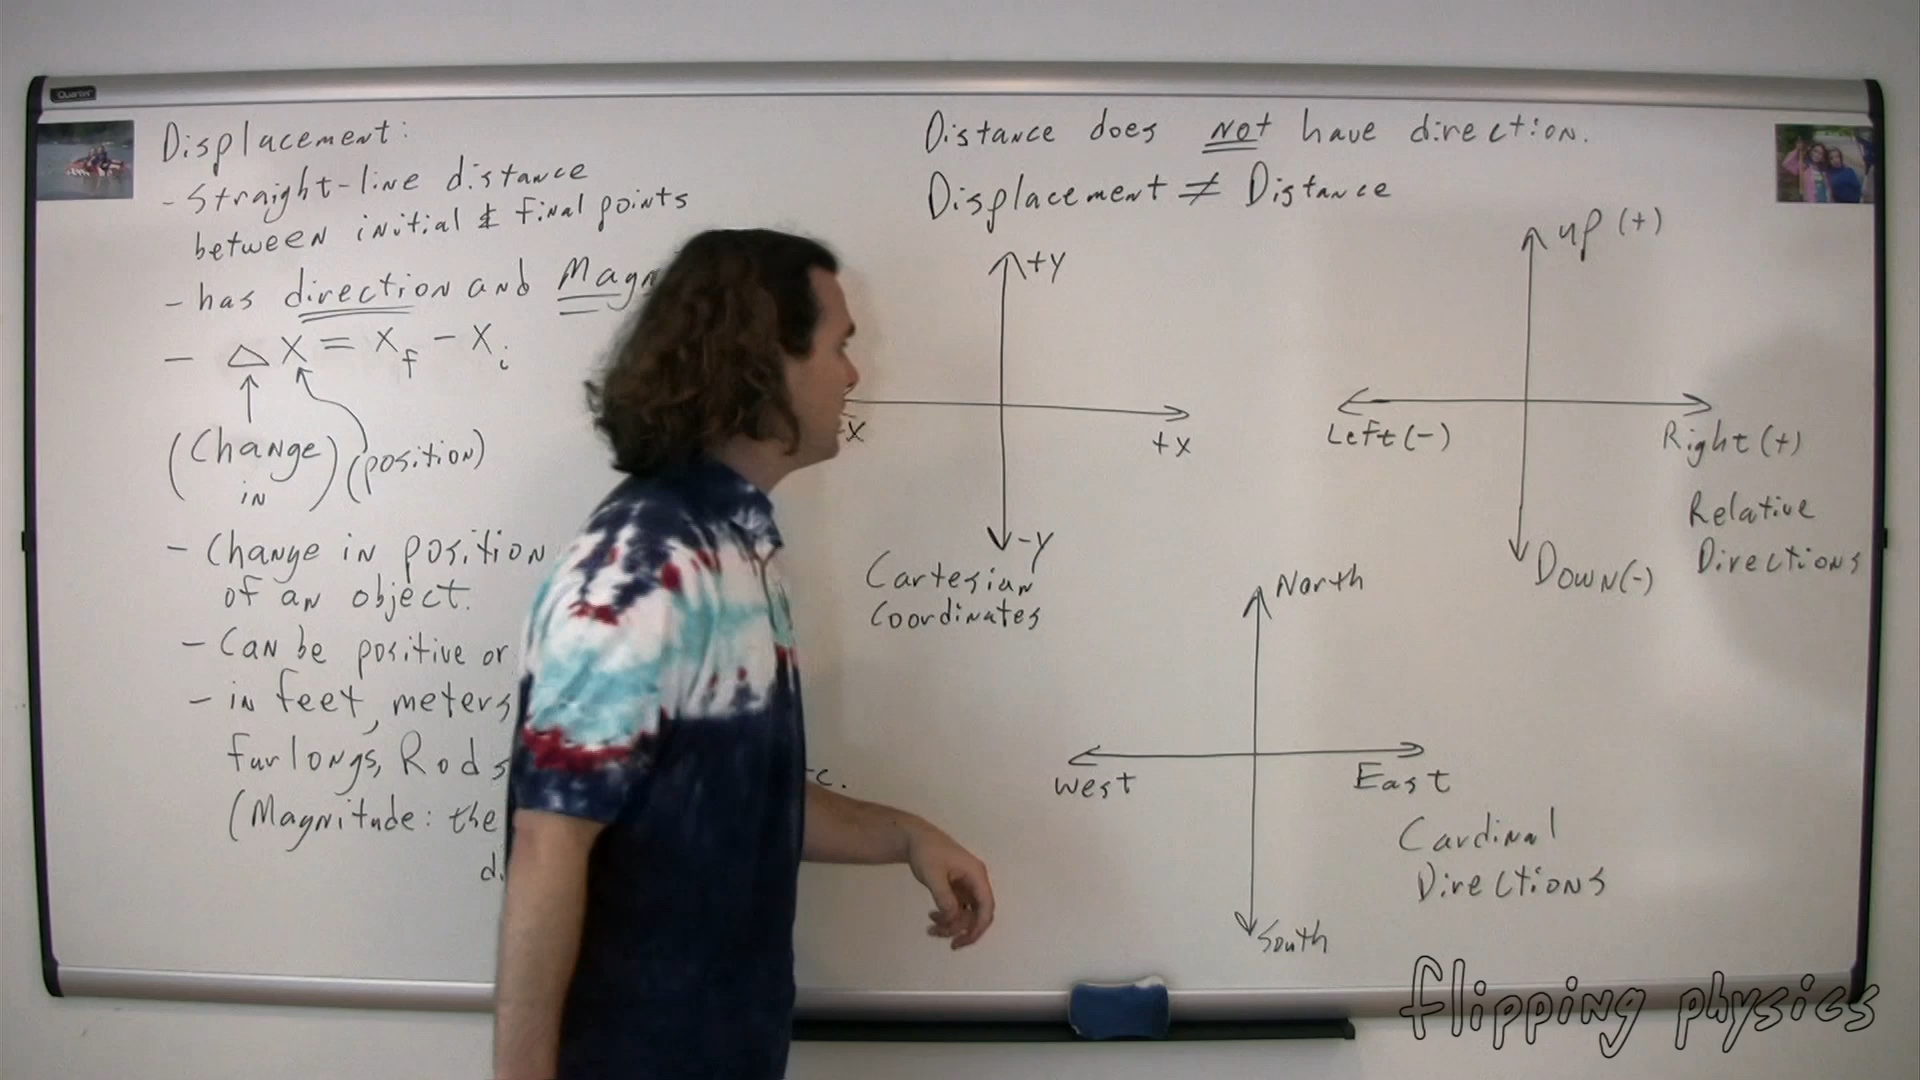 Quartet
Displacement:
- Straight-line distance
between initial & final points
- has direction and
- △X = Xf - Xi
(Change in) (position)
- Change in position
of an object.
- Can be positive or
- in feet, meters
furlongs, Rods
(Magnitude: the
Distance does not have direction.
Displacement ≠ Distance
+y
-x
+x
-y
Cartesian
Coordinates
up (+)
Left (-)
Right (+)
Down (-)
Relative
Directions
North
West
East
South
Cardinal
Directions
flipping physics